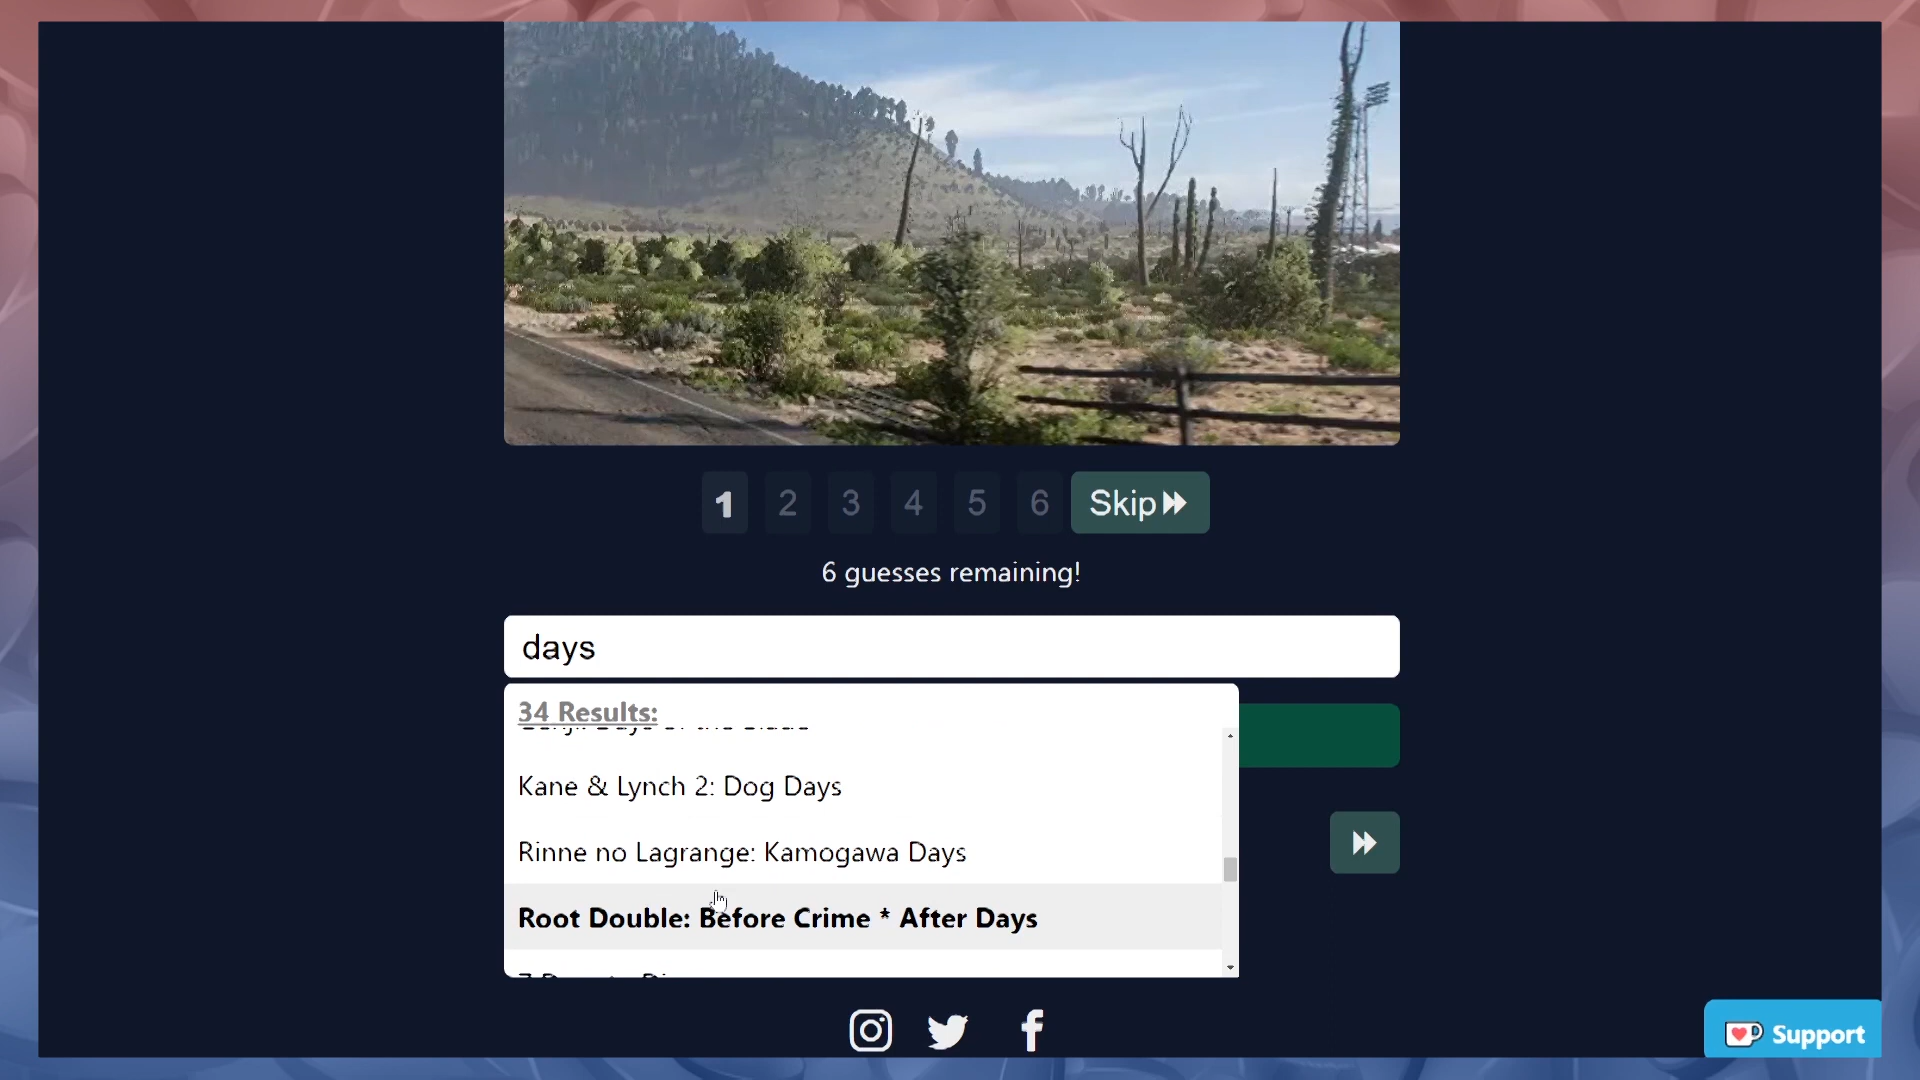 1 2 3 4 5 6 Skip
6 guesses remaining!
days
34 Results:
Kane & Lynch 2: Dog Days
Rinne no Lagrange: Kamogawa Days
Root Double: Before Crime * After Days
Support